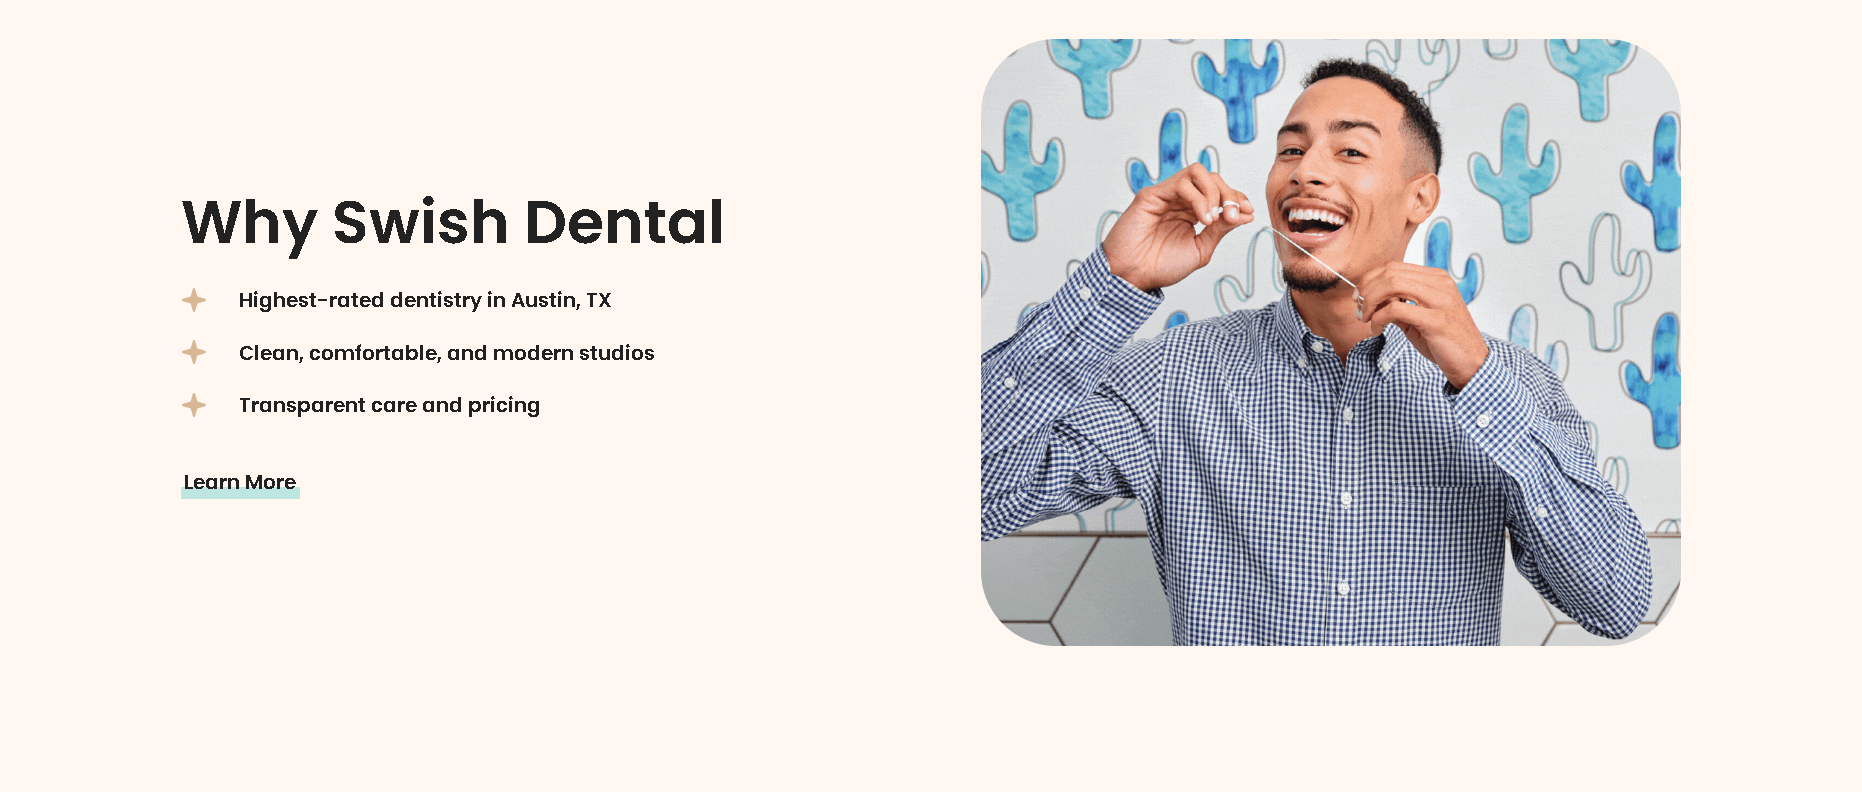 Why Swish Dental
Highest-rated dentistry in Austin, TX
Clean, comfortable, and modern studios
Transparent care and pricing
Learn More